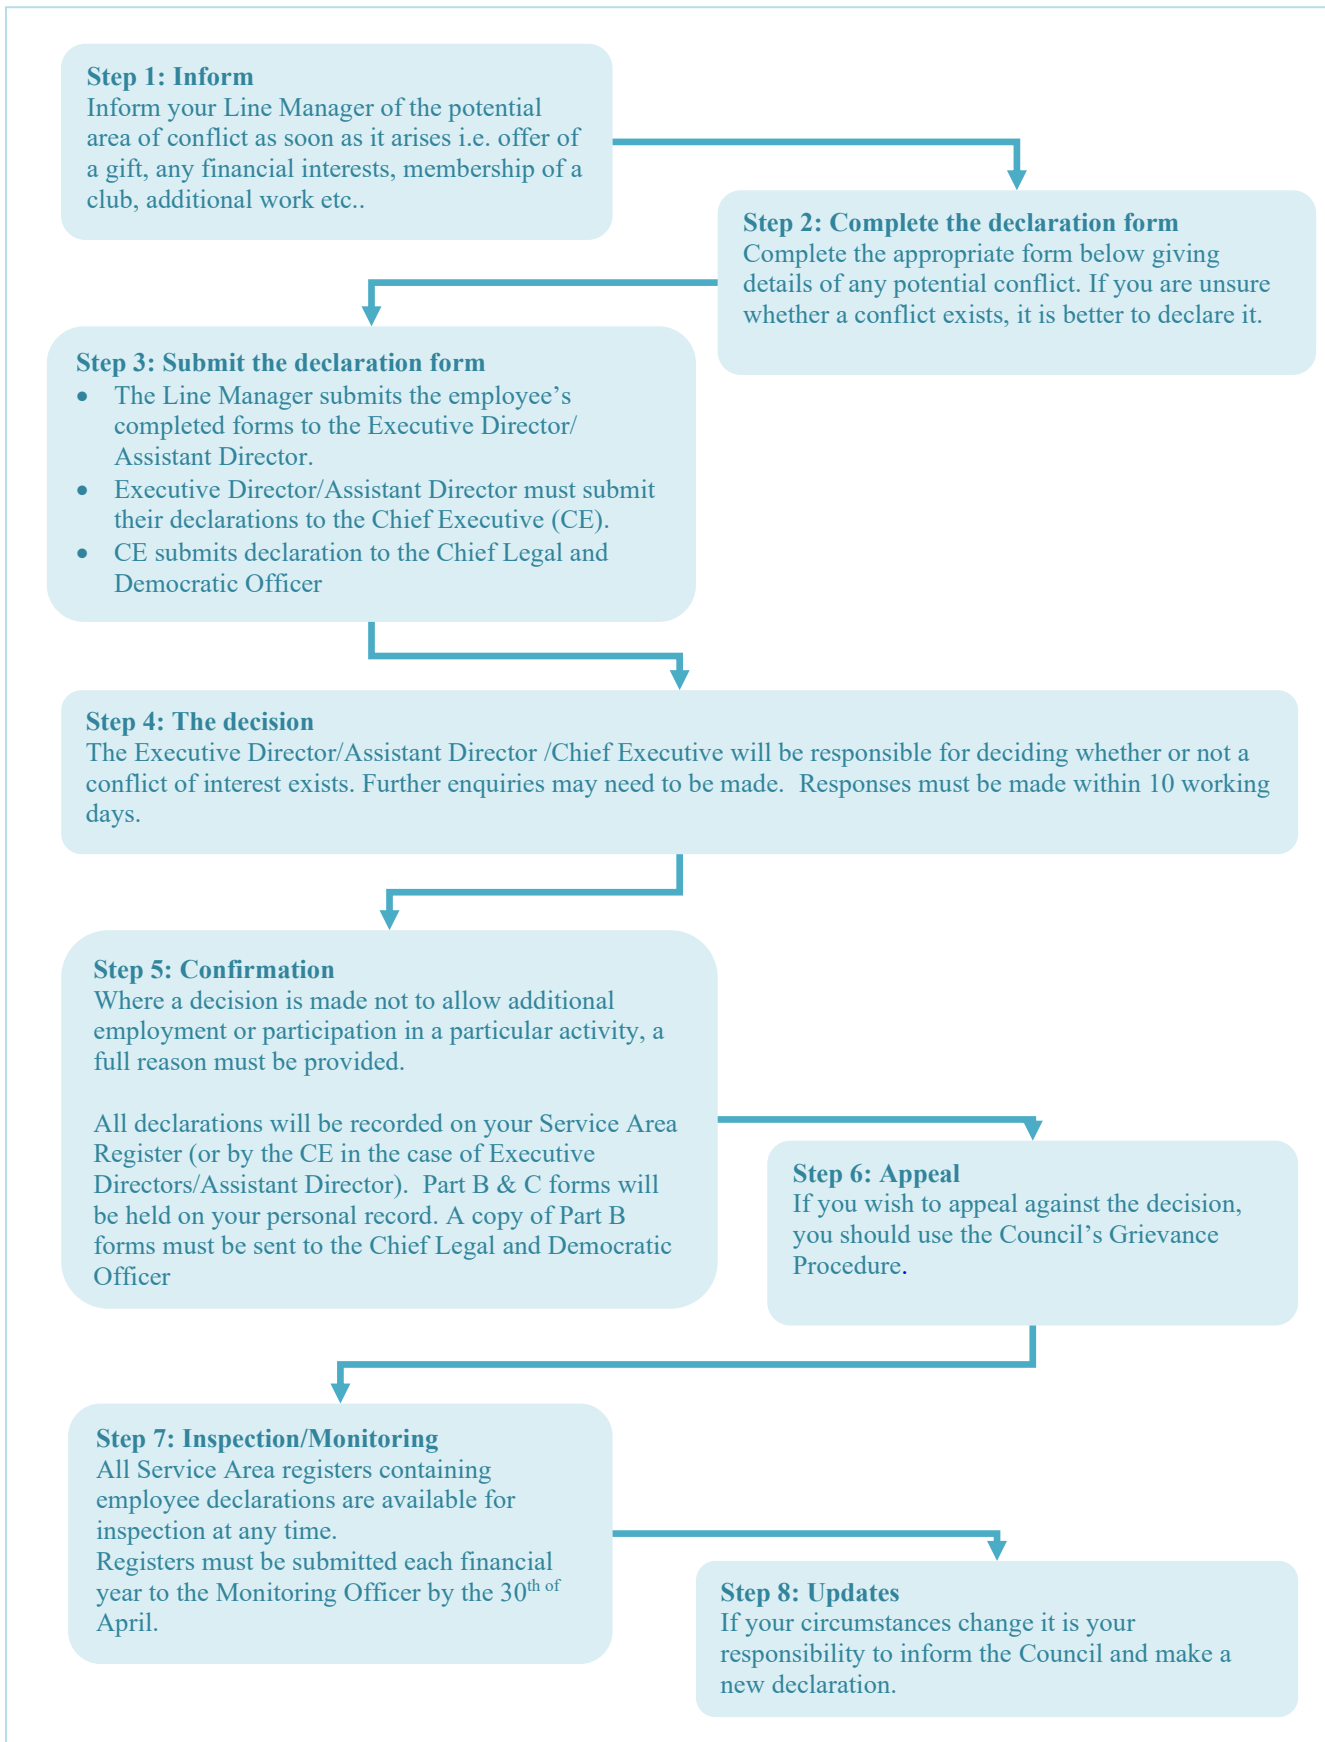 Step 1: Inform
Inform your Line Manager of the potential
area of conflict as soon as it arises i.e. offer of
a gift, any financial interests, membership of a
club, additional work etc..
Step 2: Complete the declaration form
Complete the appropriate form below giving
details of any potential conflict. If you are unsure
whether a conflict exists, it is better to declare it.
Step 3: Submit the declaration form
• The Line Manager submits the employee’s
completed forms to the Executive Director/
Assistant Director.
• Executive Director/Assistant Director must submit
their declarations to the Chief Executive (CE).
• CE submits declaration to the Chief Legal and
Democratic Officer
Step 4: The decision
The Executive Director/Assistant Director /Chief Executive will be responsible for deciding whether or not a
conflict of interest exists. Further enquiries may need to be made.  Responses must be made within 10 working
days.
Step 5: Confirmation
Where a decision is made not to allow additional
employment or participation in a particular activity, a
full reason must be provided.
All declarations will be recorded on your Service Area
Register (or by the CE in the case of Executive
Directors/Assistant Director).  Part B & C forms will
be held on your personal record. A copy of Part B
forms must be sent to the Chief Legal and Democratic
Officer
Step 6: Appeal
If you wish to appeal against the decision,
you should use the Council’s Grievance
Procedure.
Step 7: Inspection/Monitoring
All Service Area registers containing
employee declarations are available for
inspection at any time.
Registers must be submitted each financial
year to the Monitoring Officer by the 30th of
April.
Step 8: Updates
If your circumstances change it is your
responsibility to inform the Council and make a
new declaration.